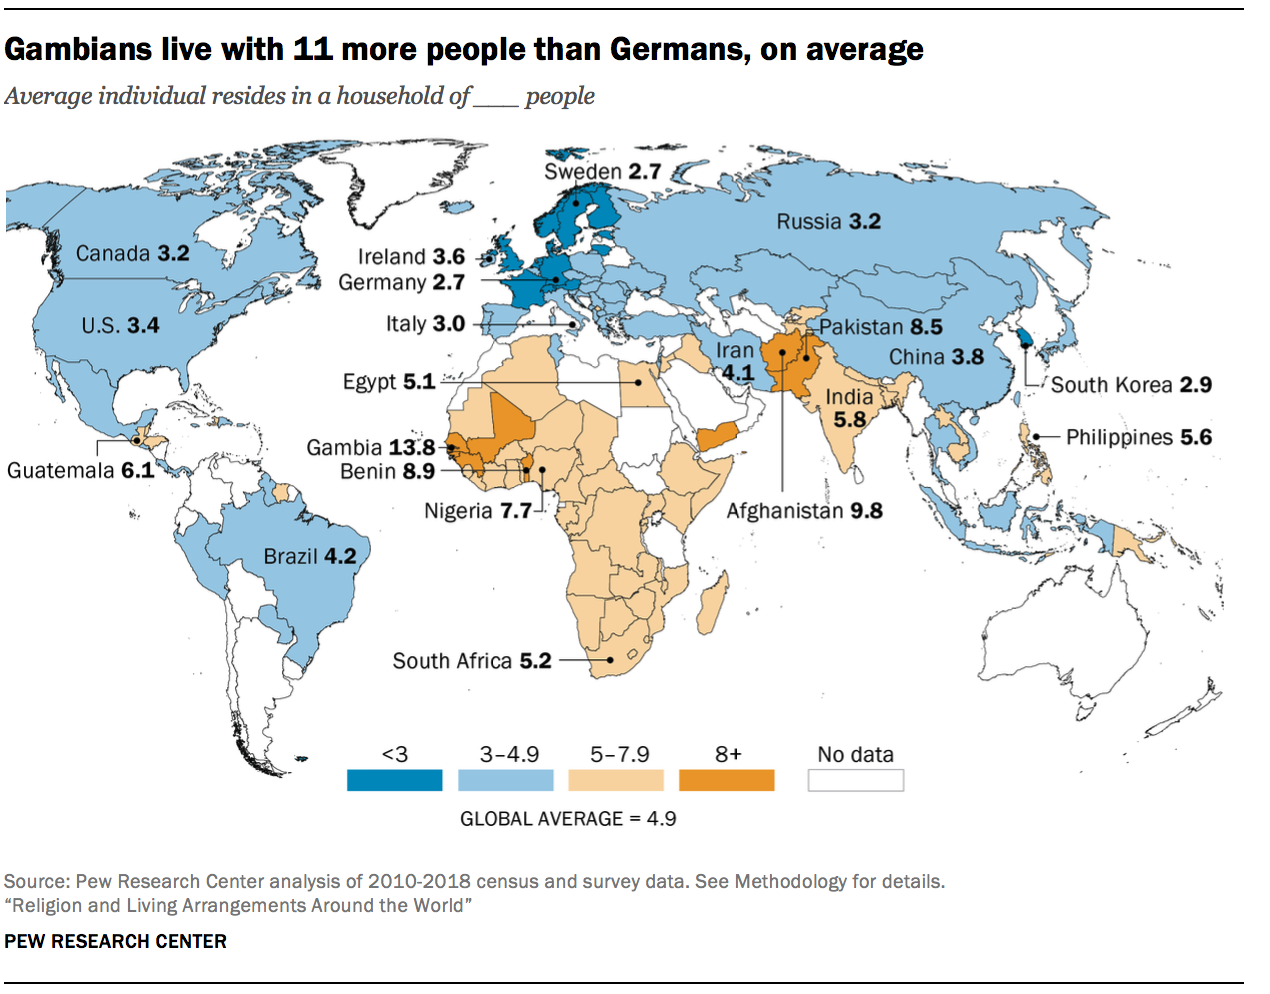 Gambians live with 11 more people than Germans, on average
Average individual resides in a household of ___ people
Sweden 2.7
Russia 3.2
Canada 3.2
Ireland 3.6
Germany 2.7
U.S. 3.4
Italy 3.0
Pakistan 8.5
Iran
4.1
China 3.8
Egypt 5.1
South Korea 2.9
India
5.8
Philippines 5.6
Gambia 13.8
Guatemala 6.1
Benin 8.9
Nigeria 7.7
Afghanistan 9.8
Brazil 4.2
South Africa 5.2
<3 3–4.9 5–7.9 8+ No data
GLOBAL AVERAGE = 4.9
Source: Pew Research Center analysis of 2010-2018 census and survey data. See Methodology for details.
“Religion and Living Arrangements Around the World”
PEW RESEARCH CENTER